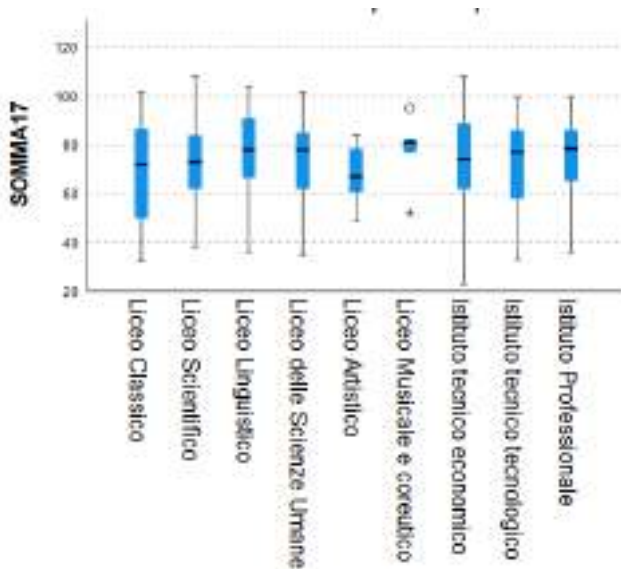 SOMMA17
120
100
80
60
40
20
Liceo Classico
Liceo Scientifico
Liceo Linguistico
Liceo delle Scienze Umane
Liceo Artistico
Liceo Musicale e coreutico
Istituto tecnico economico
Istituto tecnico tecnologico
Istituto Professionale